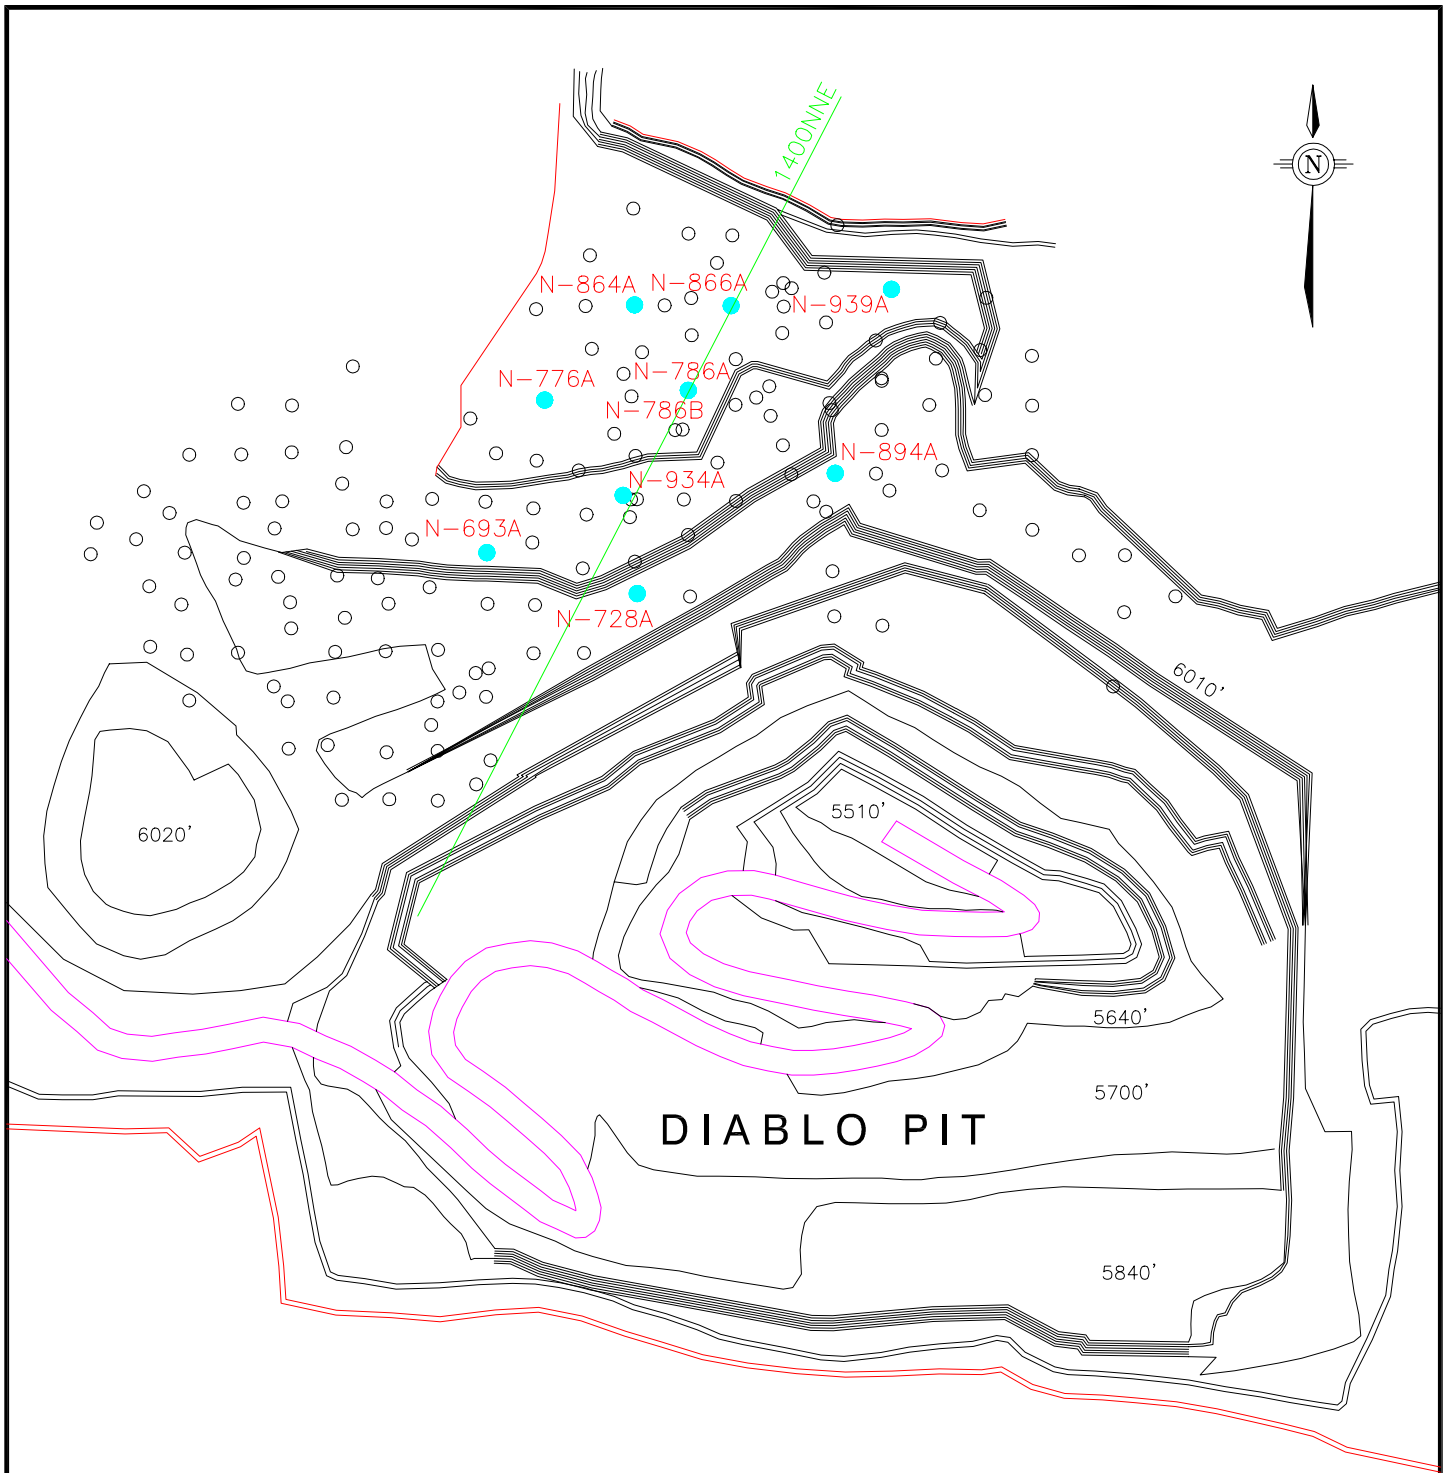 1400NNE
N
N-864A
N-866A
N-939A
N-776A
N-786A
N-786B
N-894A
N-934A
N-693A
N-728A
6010'
5510'
6020'
5640'
5700'
DIABLO PIT
5840'